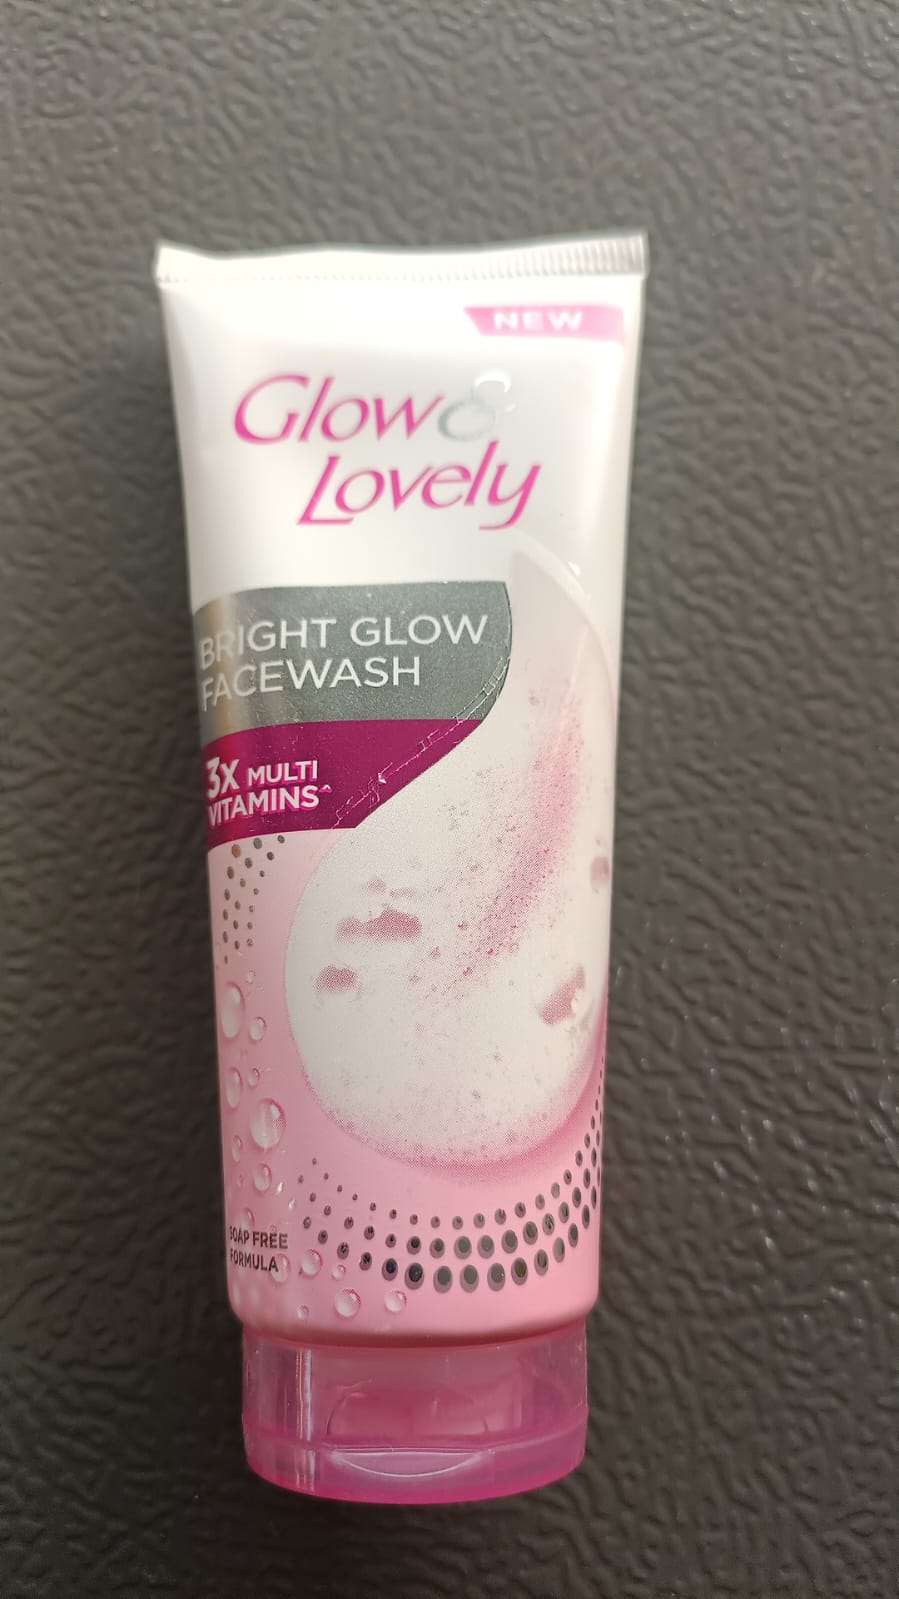 NEW
Glow &
Lovely
BRIGHT GLOW
FACEWASH
3X MULTI
VITAMINS^
SOAP FREE
FORMULA